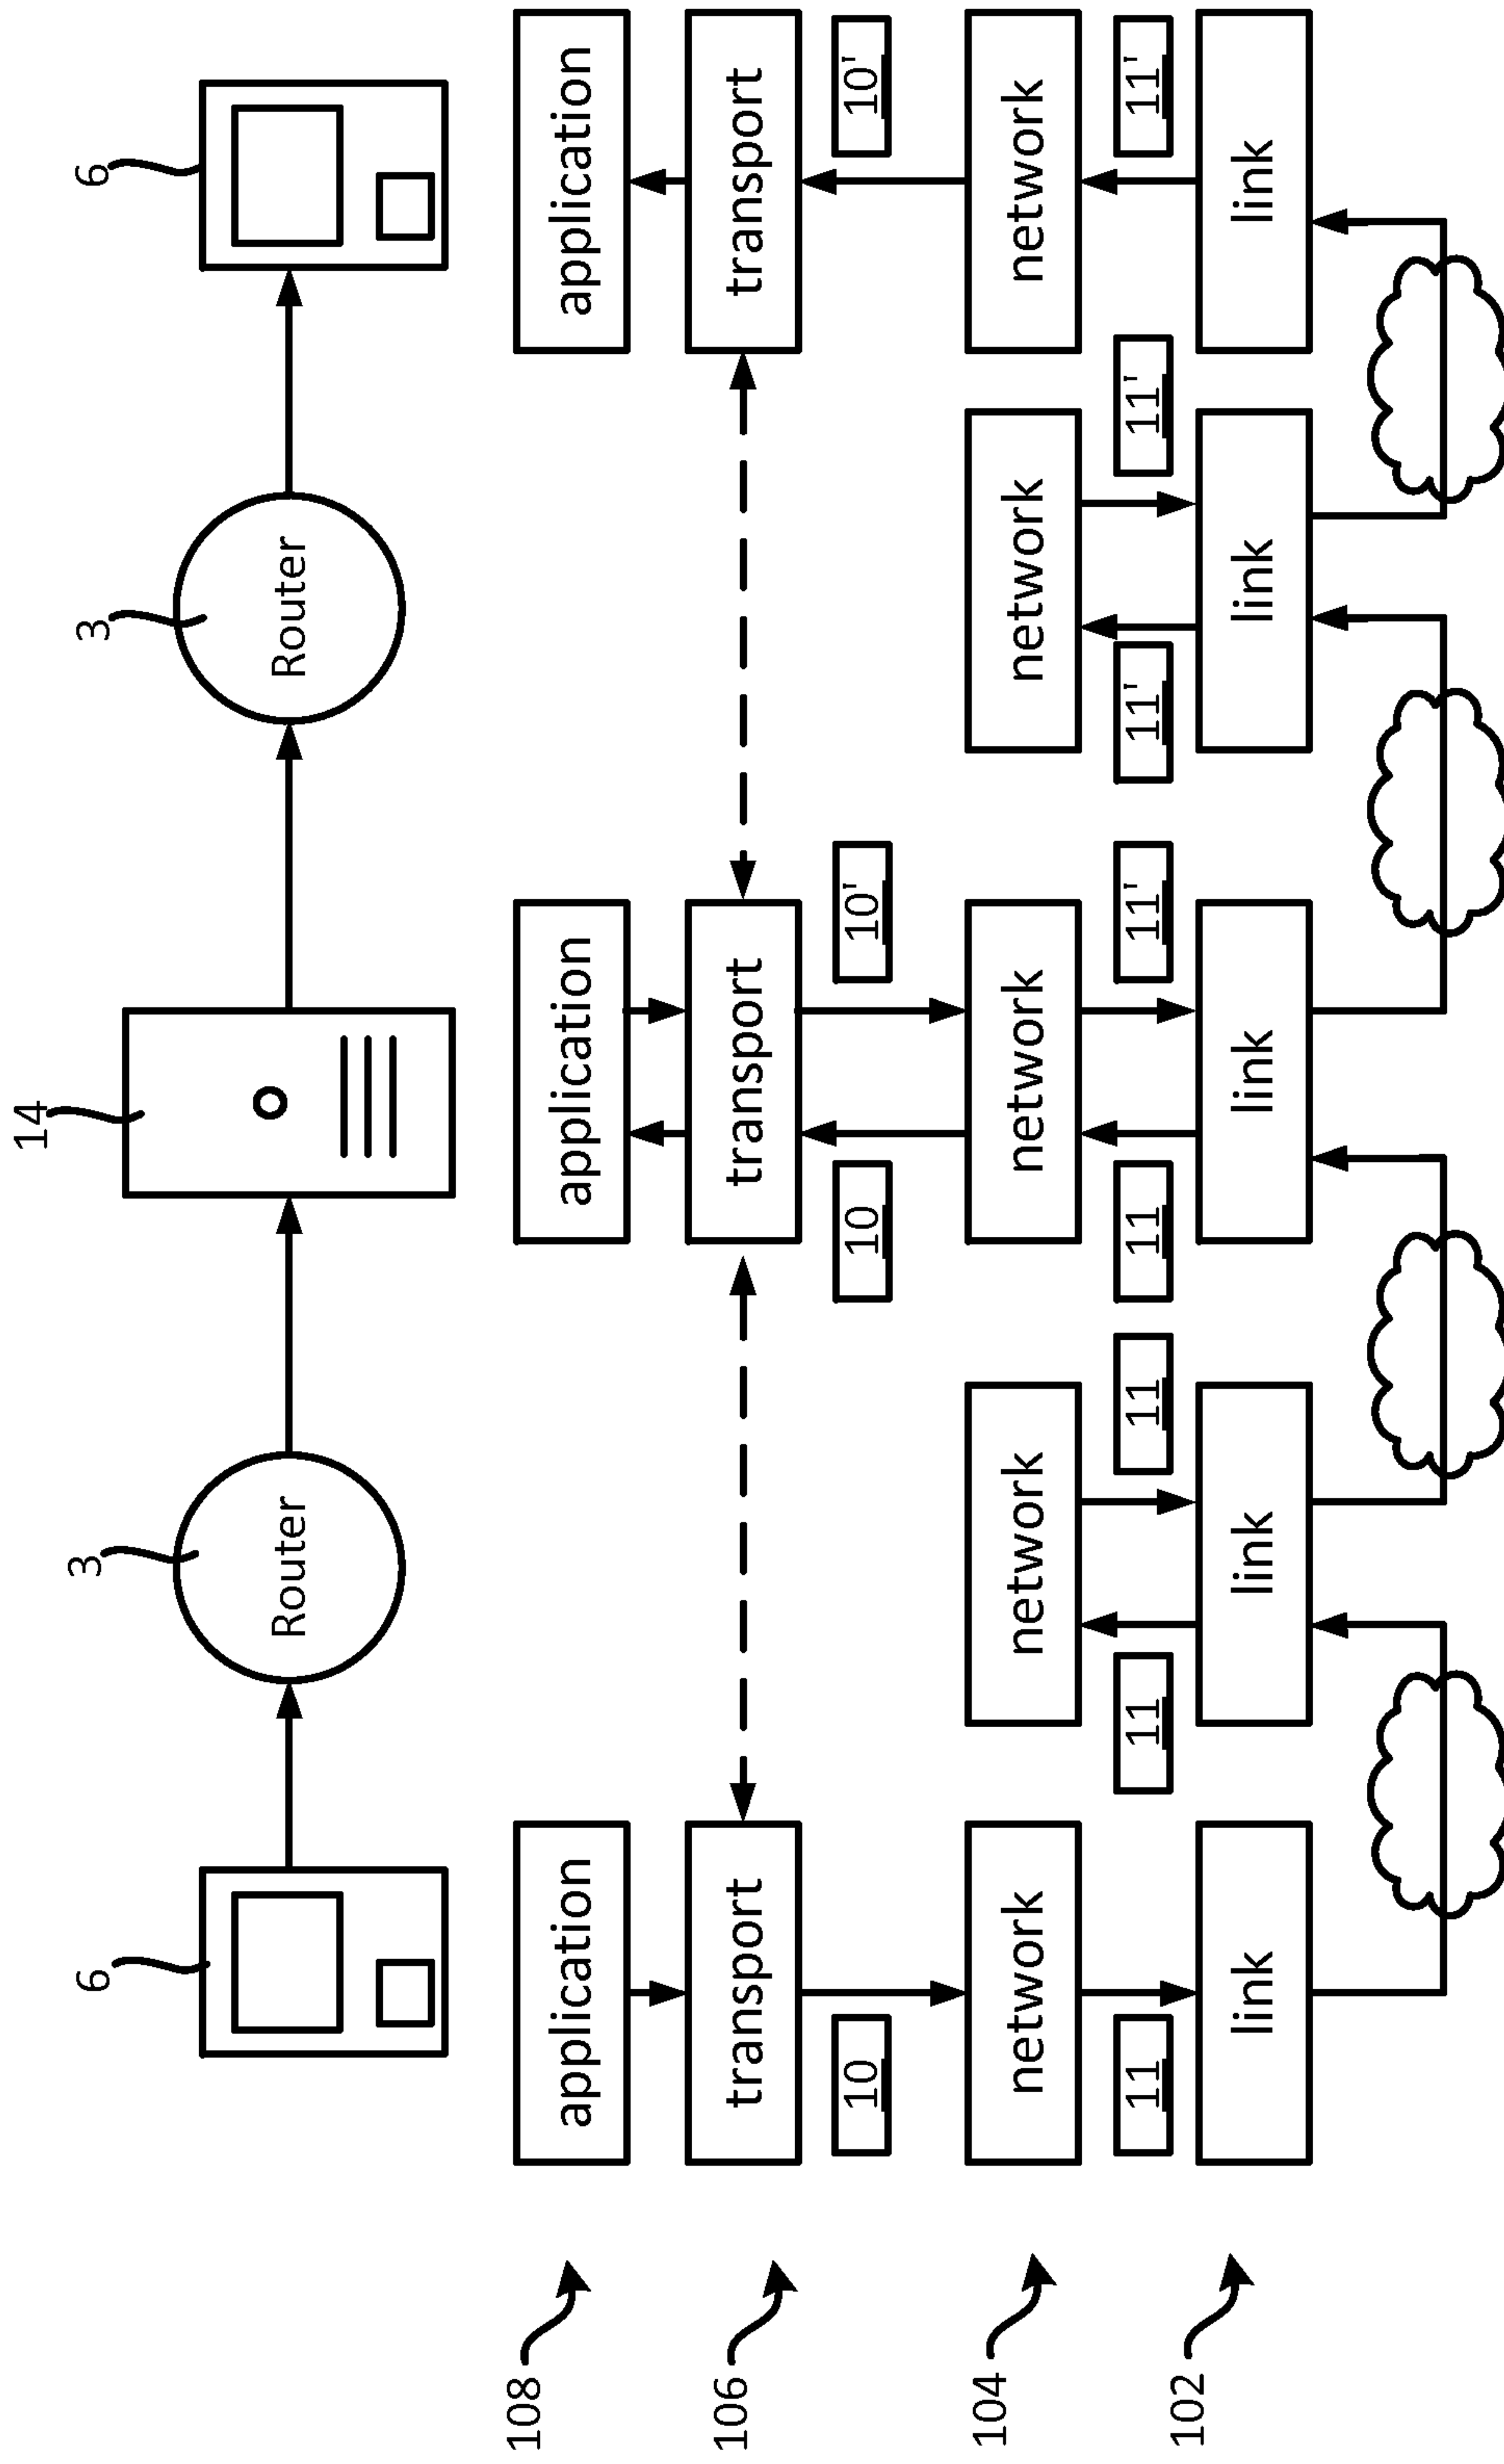 14
6
3
3
6
Router
Router
108
application
application
application
106
transport
transport
transport
10
10
10'
10'
104
network
network
network
network
network
11
11
11
11
11'
11'
11'
11'
102
link
link
link
link
link